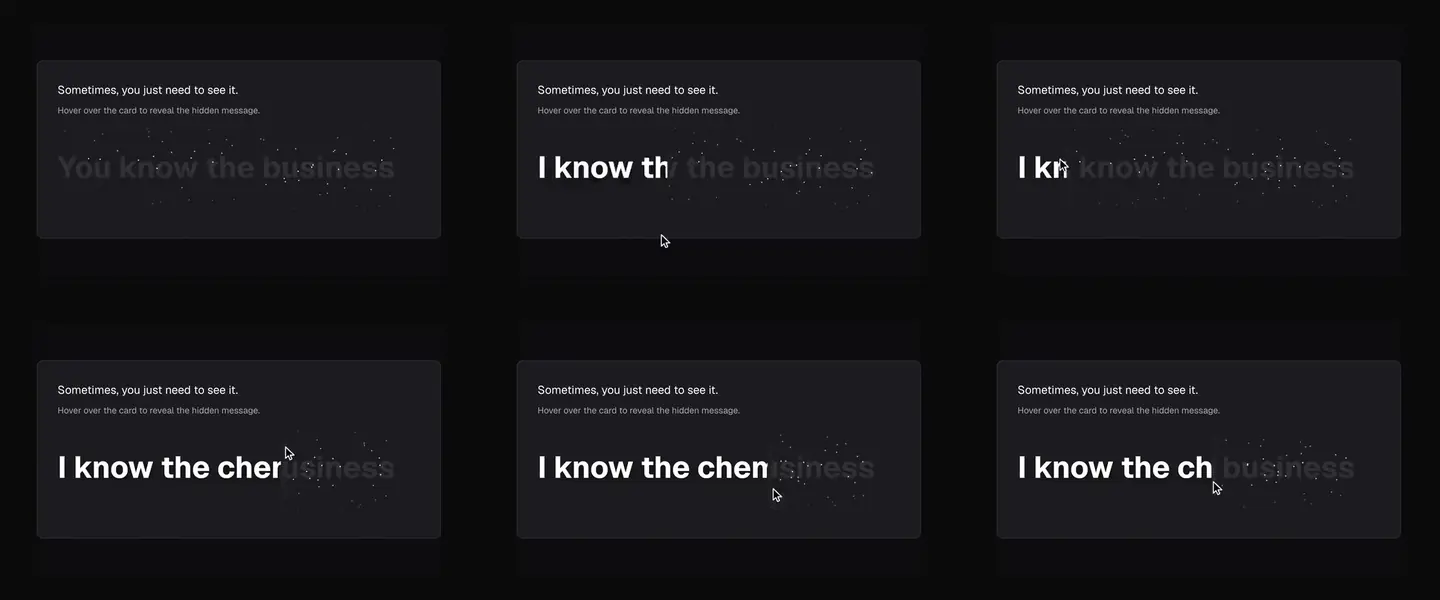 Sometimes, you just need to see it.
Hover over the card to reveal the hidden message.
You know the business
Sometimes, you just need to see it.
Hover over the card to reveal the hidden message.
I know th the business
Sometimes, you just need to see it.
Hover over the card to reveal the hidden message.
I kn know the business
Sometimes, you just need to see it.
Hover over the card to reveal the hidden message.
I know the cher usiness
Sometimes, you just need to see it.
Hover over the card to reveal the hidden message.
I know the chem siness
Sometimes, you just need to see it.
Hover over the card to reveal the hidden message.
I know the ch business